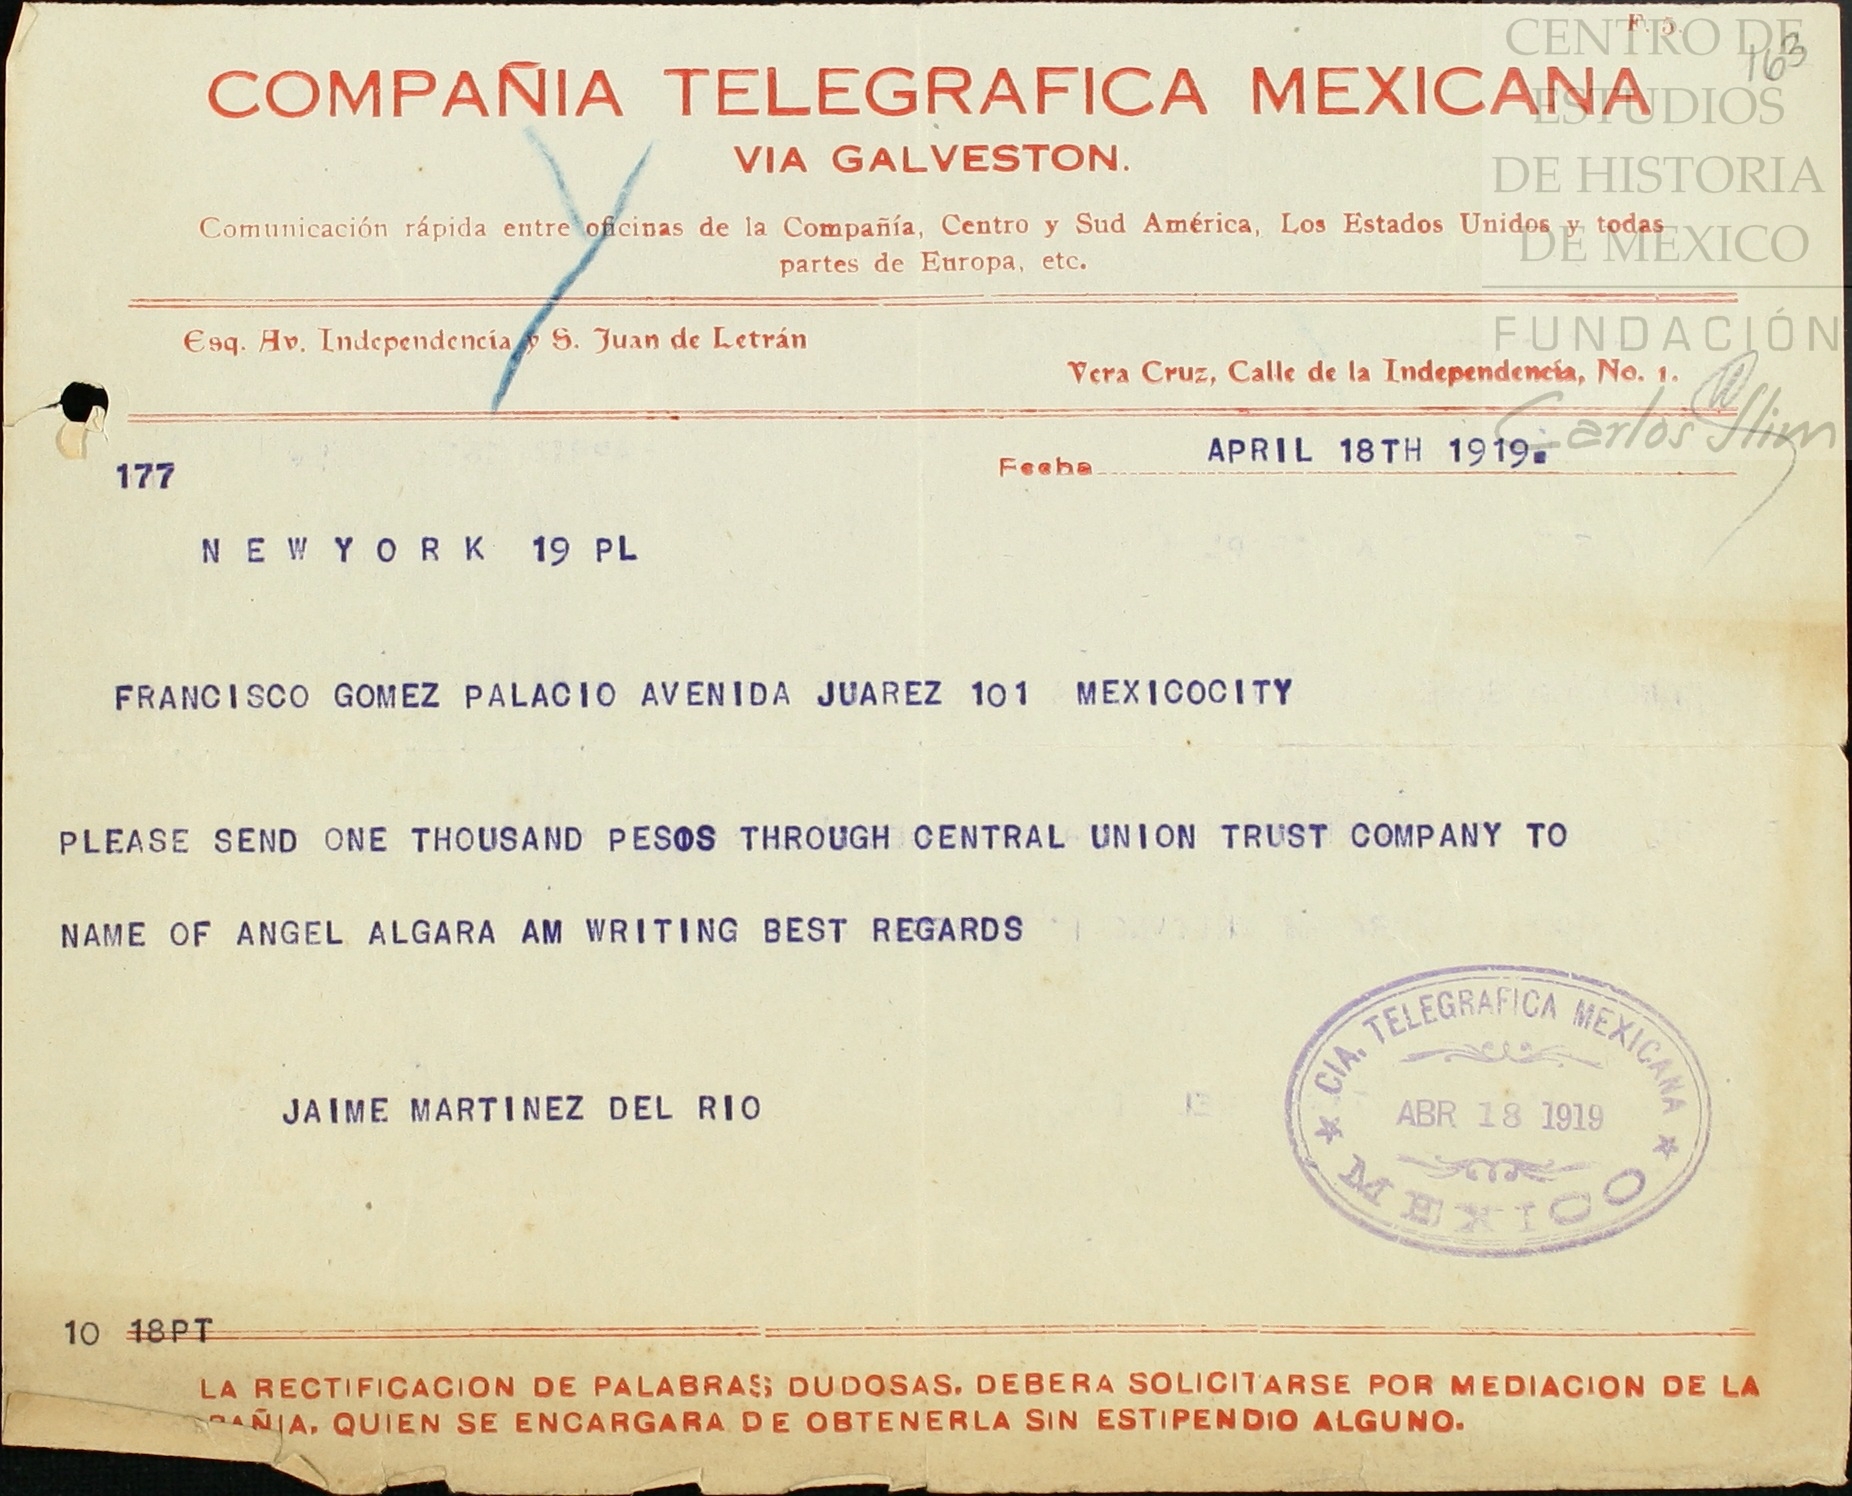 F. 5.
163
COMPAÑIA TELEGRAFICA MEXICANA
VIA GALVESTON.
Comunicación rápida entre oficinas de la Compañía, Centro y Sud América, Los Estados Unidos y todas
partes de Europa, etc.
Esq. Av. Independencia y S. Juan de Letrán
Vera Cruz, Calle de la Independencia, No. 1.
Fecha APRIL 18TH 1919.
177
NEWYORK 19 PL
FRANCISCO GOMEZ PALACIO AVENIDA JUAREZ 101 MEXICOCITY
PLEASE SEND ONE THOUSAND PESOS THROUGH CENTRAL UNION TRUST COMPANY TO
NAME OF ANGEL ALGARA AM WRITING BEST REGARDS
JAIME MARTINEZ DEL RIO
CIA. TELEGRAFICA MEXICANA
ABR 18 1919
MEXICO
10 18PT
LA RECTIFICACION DE PALABRAS; DUDOSAS. DEBERA SOLICITARSE POR MEDIACION DE LA
PAÑIA, QUIEN SE ENCARGARA DE OBTENERLA SIN ESTIPENDIO ALGUNO.
CENTRO DE
ESTUDIOS
DE HISTORIA
DE MEXICO
FUNDACIÓN
Carlos Slim